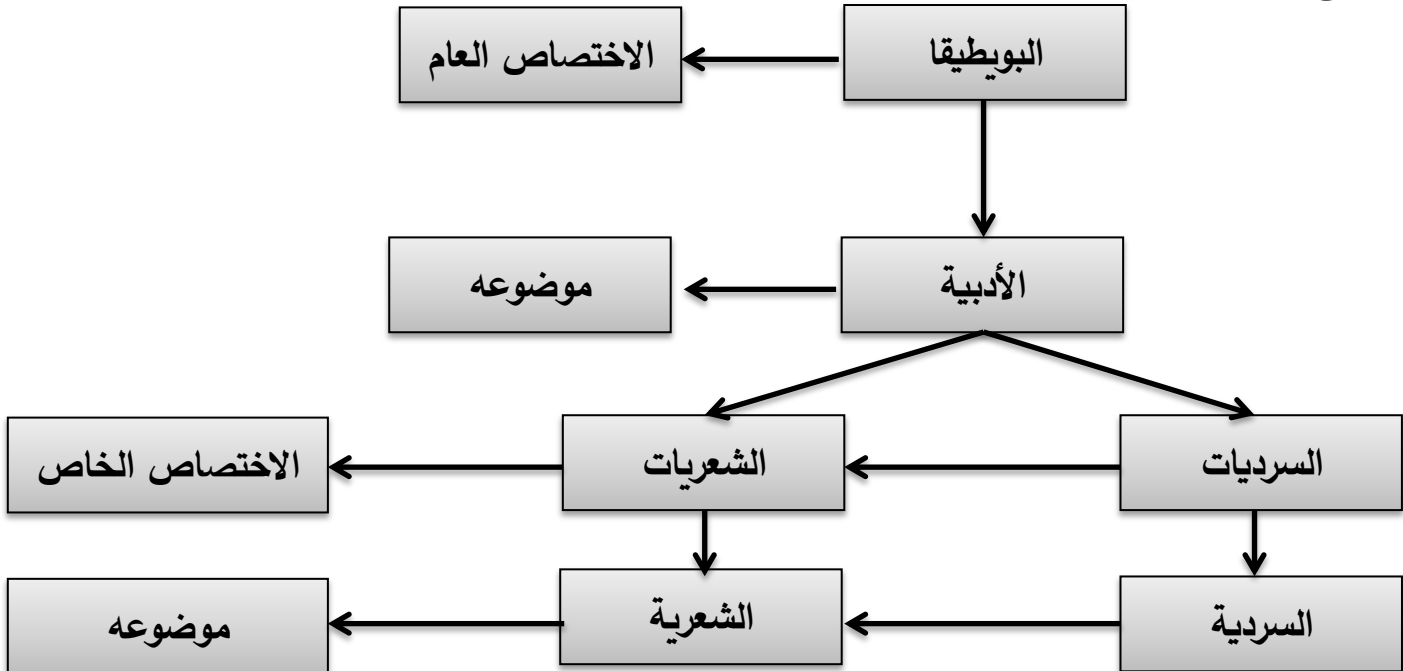 البويطيقا
الاختصاص العام
الأدبية
موضوعه
السرديات
الشعريات
الاختصاص الخاص
السردية
الشعرية
موضوعه